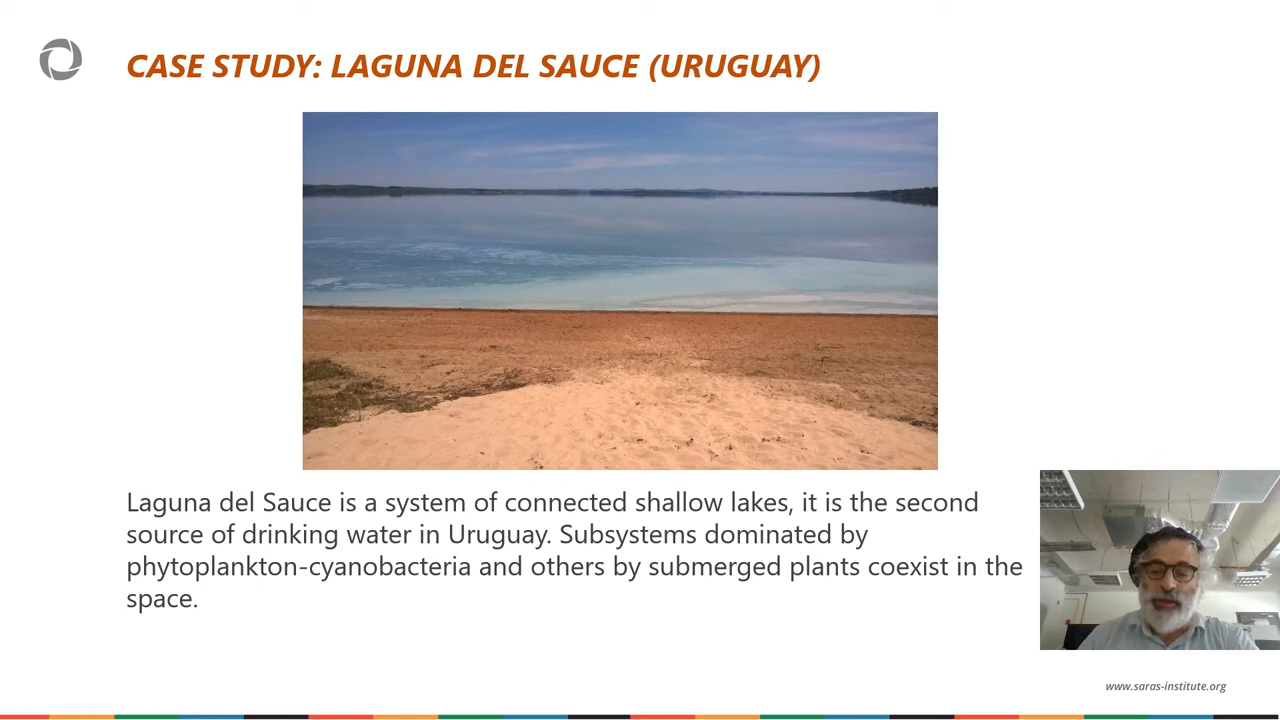 CASE STUDY: LAGUNA DEL SAUCE (URUGUAY)
Laguna del Sauce is a system of connected shallow lakes, it is the second
source of drinking water in Uruguay. Subsystems dominated by
phytoplankton-cyanobacteria and others by submerged plants coexist in the
space.
www.saras-institute.org